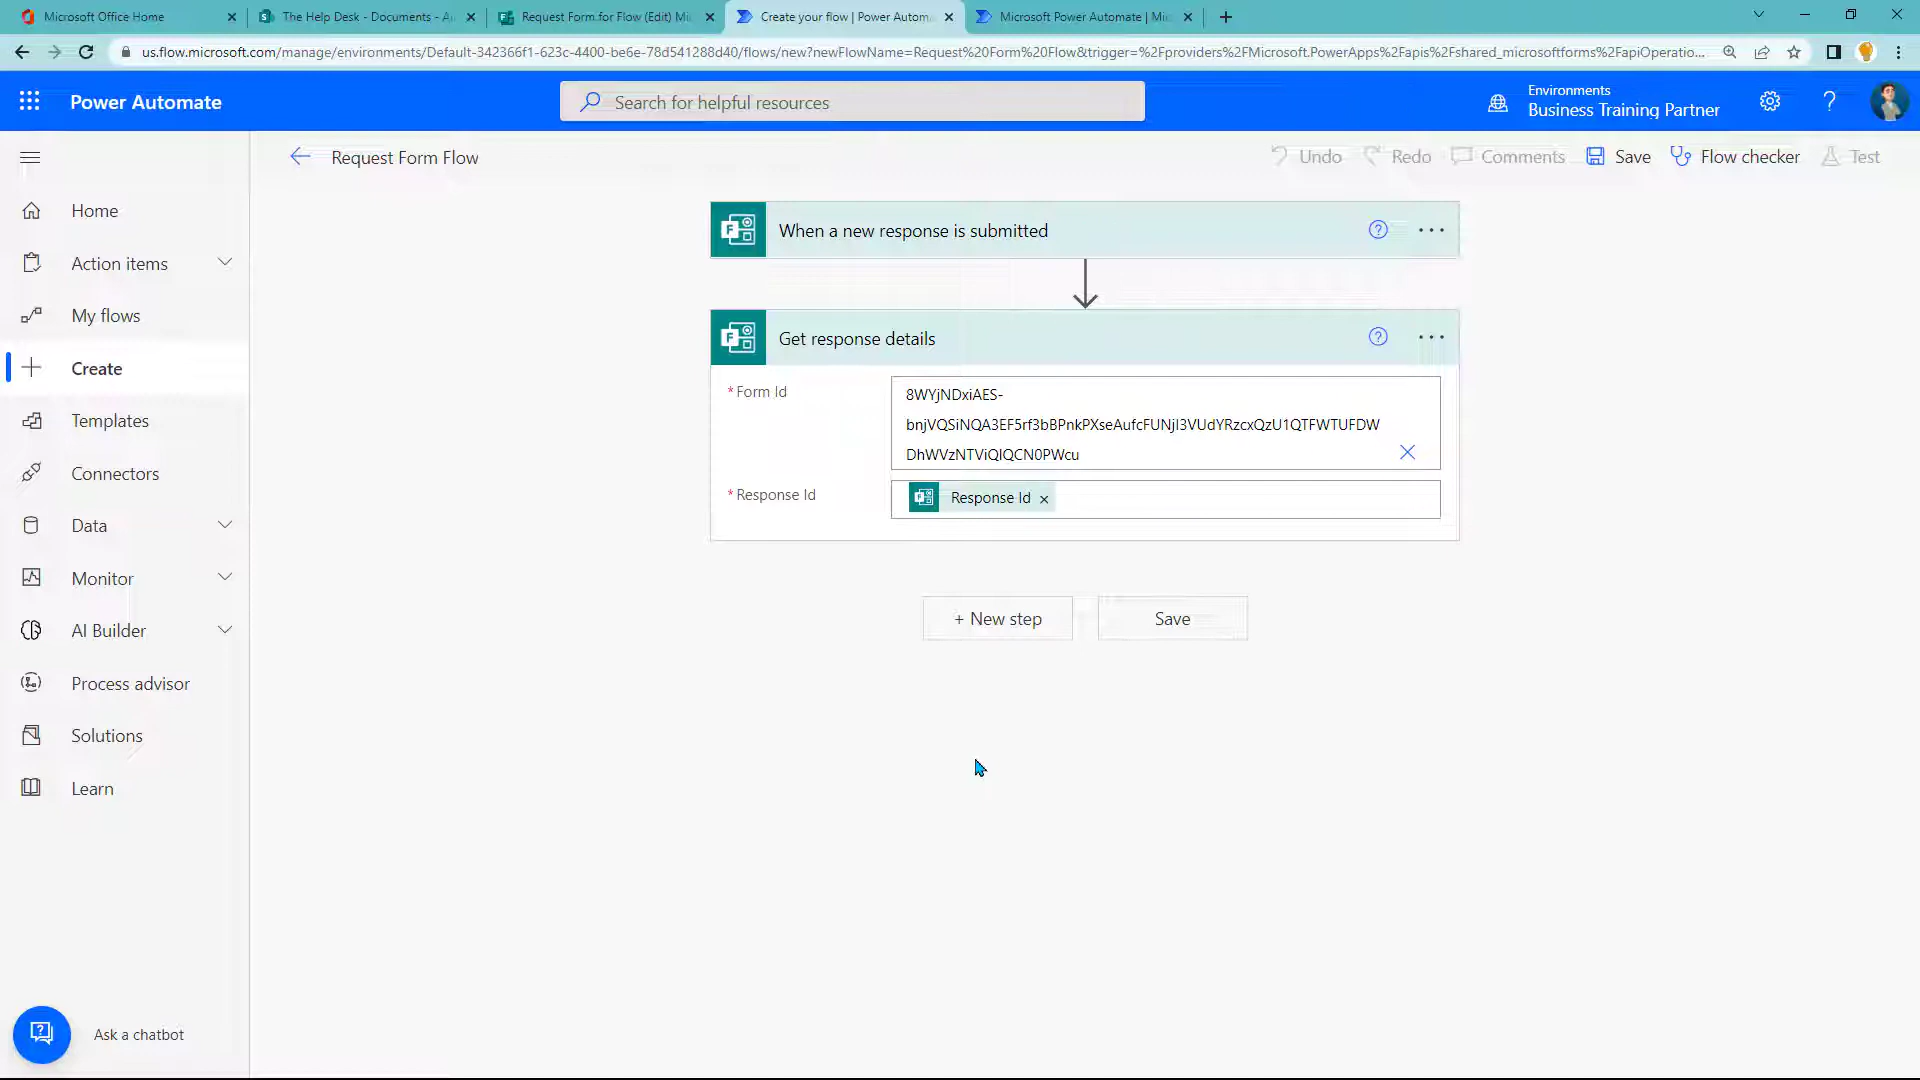 Microsoft Office Home
The Help Desk - Documents - A
Request Form for Flow (Edit) Mi
Create your flow | Power Autom
Microsoft Power Automate | Mi
us.flow.microsoft.com/manage/environments/Default-342366f1-623c-4400-be6e-78d541288d40/flows/new?newFlowName=Request%20Form%20Flow&trigger=%2Fproviders%2FMicrosoft.PowerApps%2Fapis%2Fshared_microsoftforms%2FapiOperatio...
Power Automate
Search for helpful resources
Environments
Business Training Partner
Request Form Flow
Undo
Redo
Comments
Save
Flow checker
Test
Home
Action items
My flows
Create
Templates
Connectors
Data
Monitor
AI Builder
Process advisor
Solutions
Learn
Ask a chatbot
When a new response is submitted
Get response details
* Form Id
8WYjNDxiAES-
bnjVQSiNQA3EF5rf3bBPnkPXseAufcFUNjI3VUdYRzcxQzU1QTFWTUFDW
DhWVzNTViQlQCN0PWcu
* Response Id
Response Id
+ New step
Save